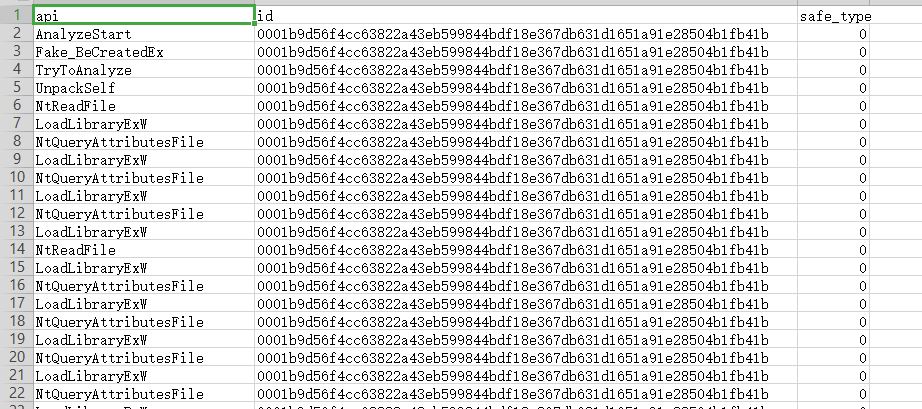 1 api id safe_type
2 AnalyzeStart 0001b9d56f4cc63822a43eb599844bdf18e367db631d1651a91e28504b1fb41b 0
3 Fake_BeCreatedEx 0001b9d56f4cc63822a43eb599844bdf18e367db631d1651a91e28504b1fb41b 0
4 TryToAnalyze 0001b9d56f4cc63822a43eb599844bdf18e367db631d1651a91e28504b1fb41b 0
5 UnpackSelf 0001b9d56f4cc63822a43eb599844bdf18e367db631d1651a91e28504b1fb41b 0
6 NtReadFile 0001b9d56f4cc63822a43eb599844bdf18e367db631d1651a91e28504b1fb41b 0
7 LoadLibraryExW 0001b9d56f4cc63822a43eb599844bdf18e367db631d1651a91e28504b1fb41b 0
8 NtQueryAttributesFile 0001b9d56f4cc63822a43eb599844bdf18e367db631d1651a91e28504b1fb41b 0
9 LoadLibraryExW 0001b9d56f4cc63822a43eb599844bdf18e367db631d1651a91e28504b1fb41b 0
10 NtQueryAttributesFile 0001b9d56f4cc63822a43eb599844bdf18e367db631d1651a91e28504b1fb41b 0
11 LoadLibraryExW 0001b9d56f4cc63822a43eb599844bdf18e367db631d1651a91e28504b1fb41b 0
12 NtQueryAttributesFile 0001b9d56f4cc63822a43eb599844bdf18e367db631d1651a91e28504b1fb41b 0
13 LoadLibraryExW 0001b9d56f4cc63822a43eb599844bdf18e367db631d1651a91e28504b1fb41b 0
14 NtReadFile 0001b9d56f4cc63822a43eb599844bdf18e367db631d1651a91e28504b1fb41b 0
15 LoadLibraryExW 0001b9d56f4cc63822a43eb599844bdf18e367db631d1651a91e28504b1fb41b 0
16 NtQueryAttributesFile 0001b9d56f4cc63822a43eb599844bdf18e367db631d1651a91e28504b1fb41b 0
17 LoadLibraryExW 0001b9d56f4cc63822a43eb599844bdf18e367db631d1651a91e28504b1fb41b 0
18 NtQueryAttributesFile 0001b9d56f4cc63822a43eb599844bdf18e367db631d1651a91e28504b1fb41b 0
19 LoadLibraryExW 0001b9d56f4cc63822a43eb599844bdf18e367db631d1651a91e28504b1fb41b 0
20 NtQueryAttributesFile 0001b9d56f4cc63822a43eb599844bdf18e367db631d1651a91e28504b1fb41b 0
21 LoadLibraryExW 0001b9d56f4cc63822a43eb599844bdf18e367db631d1651a91e28504b1fb41b 0
22 NtQueryAttributesFile 0001b9d56f4cc63822a43eb599844bdf18e367db631d1651a91e28504b1fb41b 0